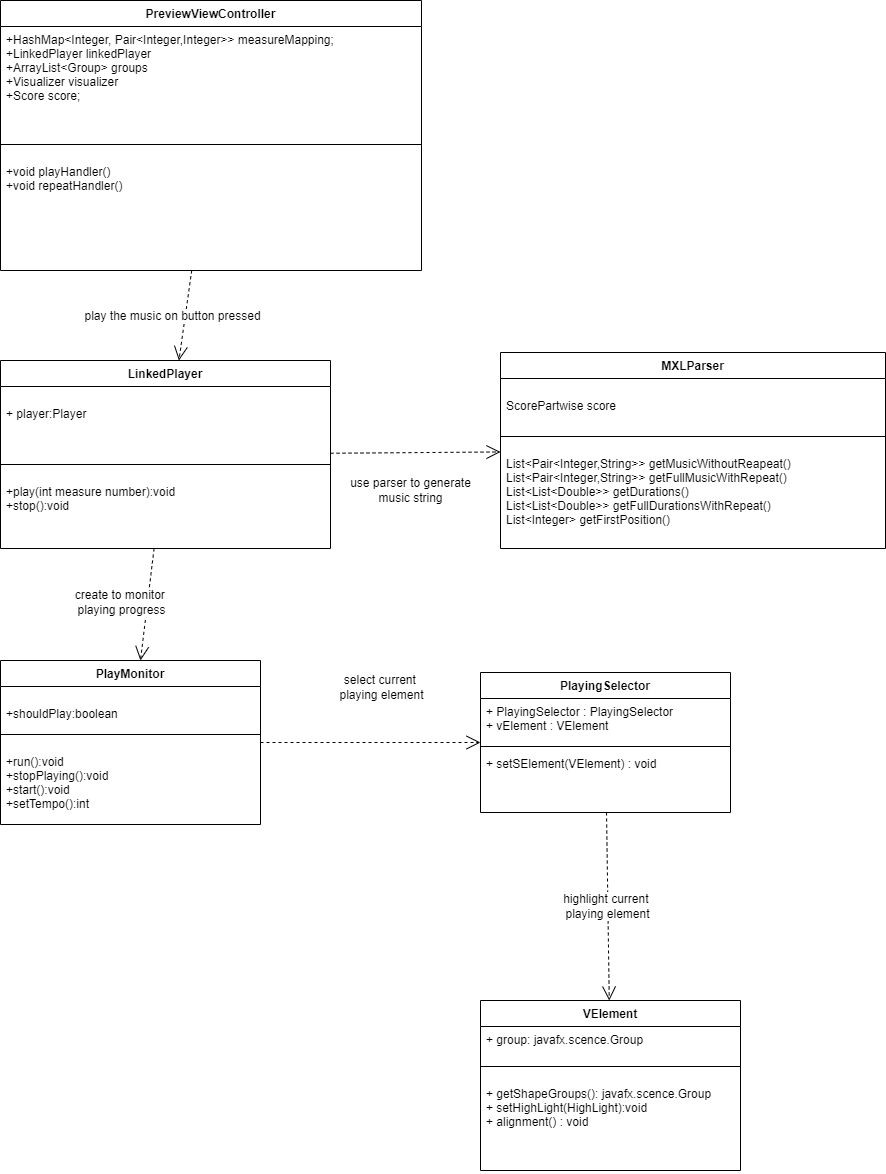 PreviewViewController
+HashMap<Integer, Pair<Integer,Integer>> measureMapping;
+LinkedPlayer linkedPlayer
+ArrayList<Group> groups
+Visualizer visualizer
+Score score;
+void playHandler()
+void repeatHandler()
play the music on button pressed
LinkedPlayer
+ player:Player
+play(int measure number):void
+stop():void
use parser to generate
music string
MXLParser
ScorePartwise score
List<Pair<Integer,String>> getMusicWithoutReapeat()
List<Pair<Integer,String>> getFullMusicWithRepeat()
List<List<Double>> getDurations()
List<List<Double>> getFullDurationsWithRepeat()
List<Integer> getFirstPosition()
create to monitor
playing progress
PlayMonitor
+shouldPlay:boolean
+run():void
+stopPlaying():void
+start():void
+setTempo():int
select current
playing element
PlayingSelector
+ PlayingSelector : PlayingSelector
+ vElement : VElement
+ setSElement(VElement) : void
highlight current
playing element
VElement
+ group: javafx.scence.Group
+ getShapeGroups(): javafx.scence.Group
+ setHighLight(HighLight):void
+ alignment() : void